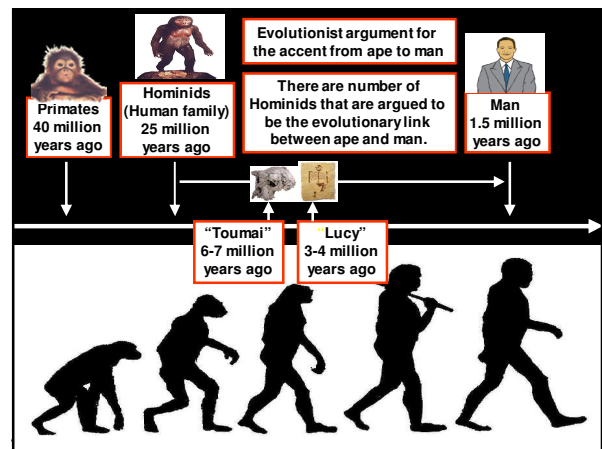 Evolutionist argument for
the accent from ape to man
Primates
40 million
years ago
Hominids
(Human family)
25 million
years ago
There are number of
Hominids that are argued to
be the evolutionary link
between ape and man.
Man
1.5 million
years ago
“Toumai”
6-7 million
years ago
“Lucy”
3-4 million
years ago